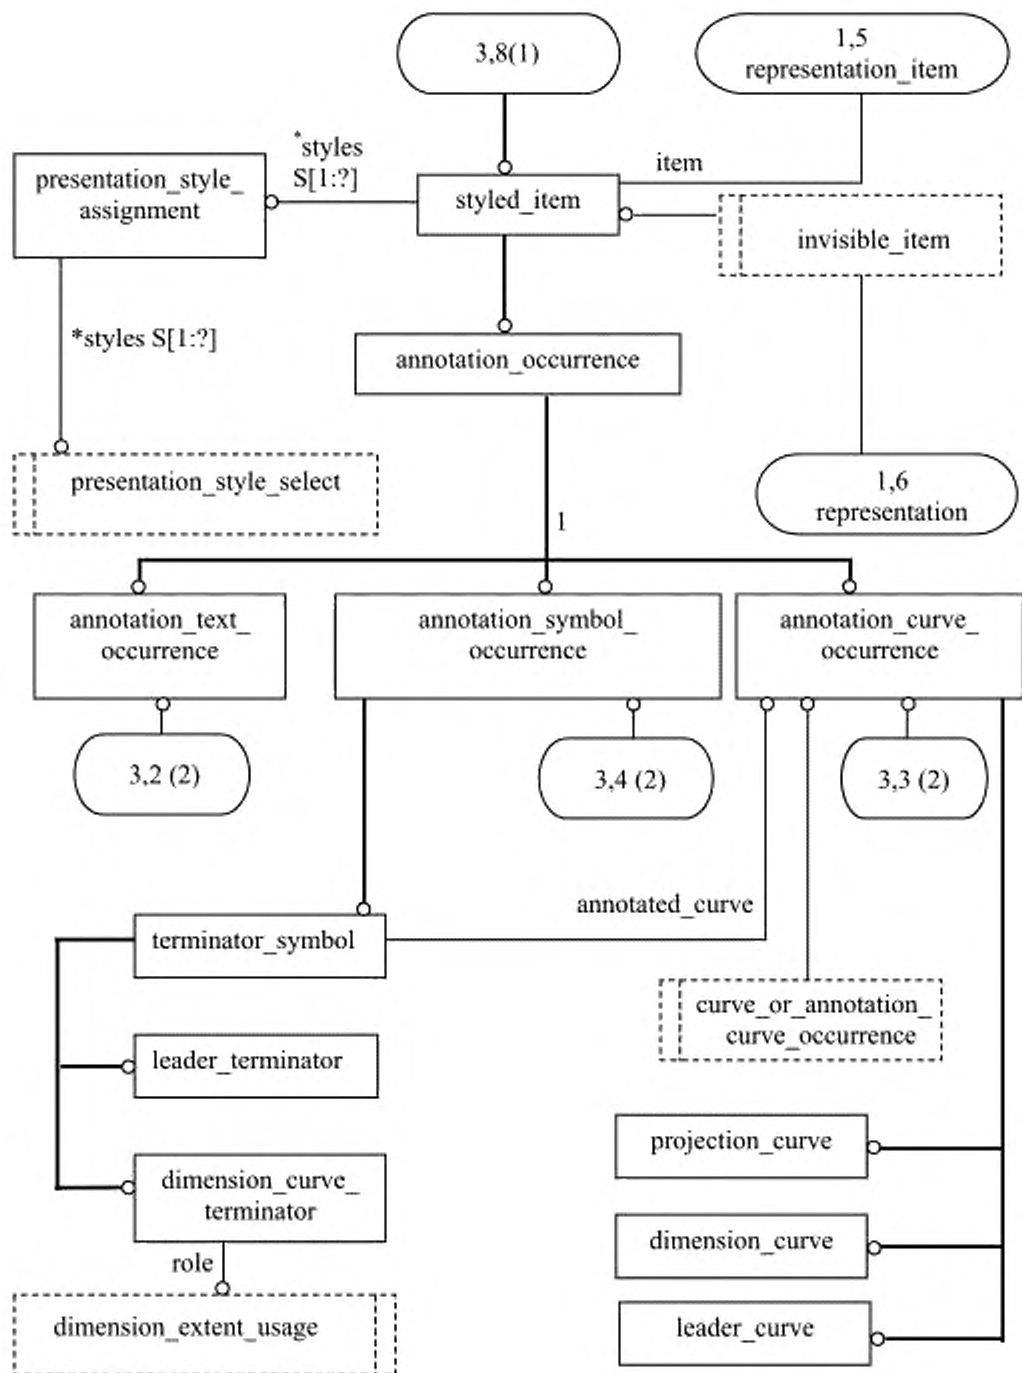 3,8(1)
1,5
representation_item
*styles
S[1:?]
item
presentation_style_
assignment
styled_item
invisible_item
*styles S[1:?]
annotation_occurrence
presentation_style_select
1,6
representation
1
annotation_text_
occurrence
annotation_symbol_
occurrence
annotation_curve_
occurrence
3,2 (2)
3,4 (2)
3,3 (2)
annotated_curve
terminator_symbol
curve_or_annotation_
curve_occurrence
leader_terminator
projection_curve
dimension_curve_
terminator
dimension_curve
role
dimension_extent_usage
leader_curve